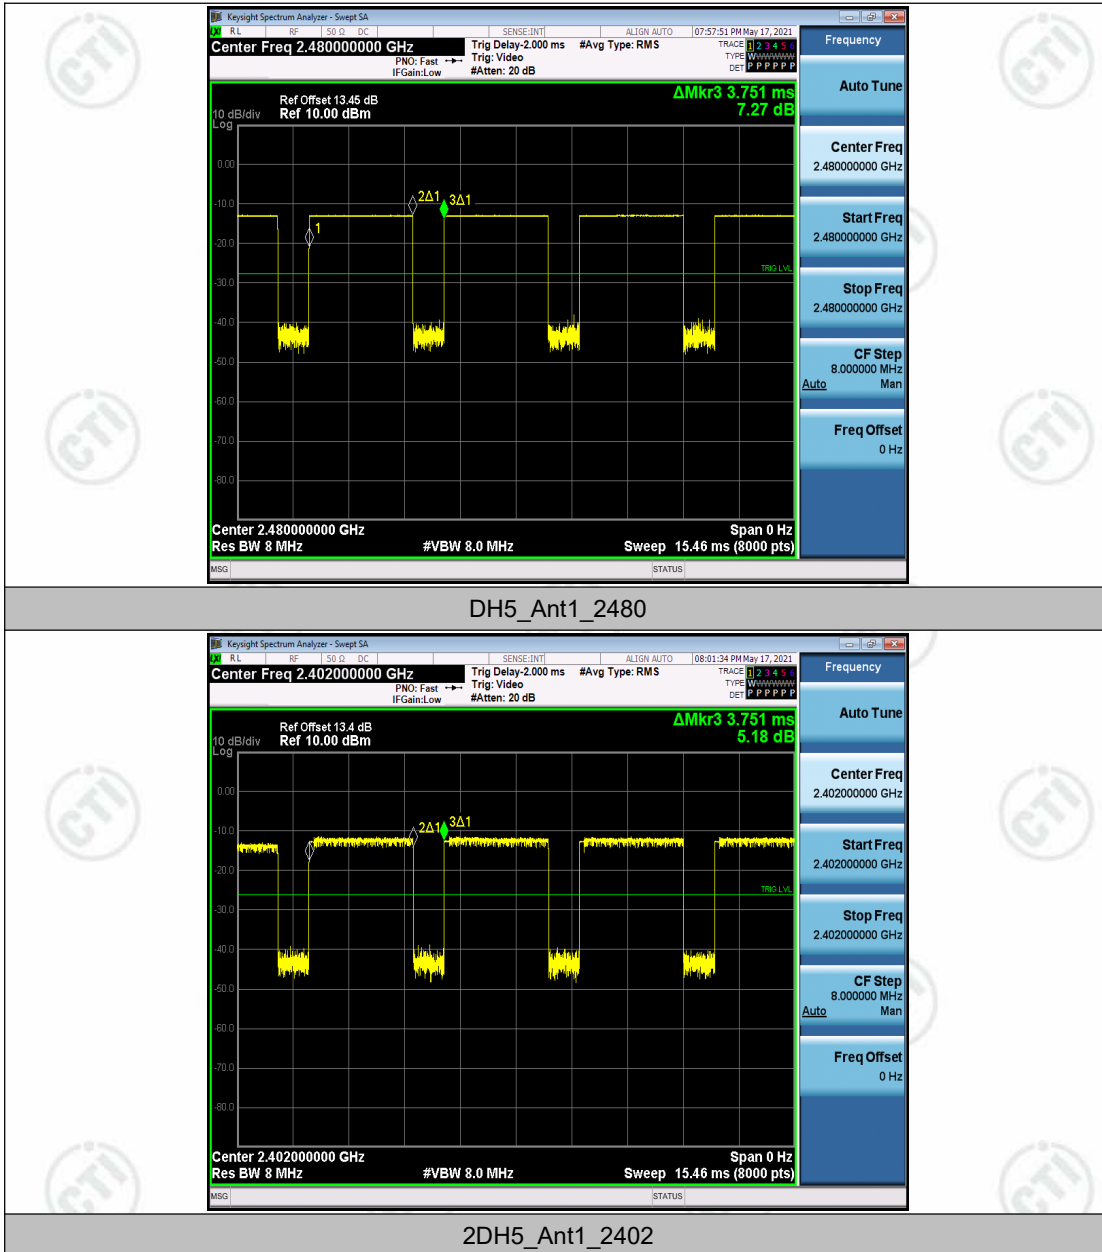 Keysight Spectrum Analyzer - Swept SA
LXI RL RF 50 Ω DC SENSE:INT ALIGN AUTO 07:57:51 PM May 17, 2021
Center Freq 2.480000000 GHz
PNO: Fast
IFGain:Low
Trig Delay-2.000 ms
Trig: Video
#Atten: 20 dB
#Avg Type: RMS
TRACE 1 2 3 4 5 6
TYPE WWWWWW
DET P P P P P P
Frequency
ΔMkr3 3.751 ms
7.27 dB
Ref Offset 13.45 dB
10 dB/div Ref 10.00 dBm
Log
0.00
-10.0
-20.0
-30.0
-40.0
-50.0
-60.0
-70.0
-80.0
1
2Δ1
3Δ1
TRIG LVL
Center 2.480000000 GHz Span 0 Hz
Res BW 8 MHz #VBW 8.0 MHz Sweep 15.46 ms (8000 pts)
MSG STATUS
Auto Tune
Center Freq
2.480000000 GHz
Start Freq
2.480000000 GHz
Stop Freq
2.480000000 GHz
CF Step
8.000000 MHz
Auto Man
Freq Offset
0 Hz
DH5_Ant1_2480
Keysight Spectrum Analyzer - Swept SA
LXI RL RF 50 Ω DC SENSE:INT ALIGN AUTO 08:01:34 PM May 17, 2021
Center Freq 2.402000000 GHz
PNO: Fast
IFGain:Low
Trig Delay-2.000 ms
Trig: Video
#Atten: 20 dB
#Avg Type: RMS
TRACE 1 2 3 4 5 6
TYPE WWWWWW
DET P P P P P P
Frequency
ΔMkr3 3.751 ms
5.18 dB
Ref Offset 13.4 dB
10 dB/div Ref 10.00 dBm
Log
0.00
-10.0
-20.0
-30.0
-40.0
-50.0
-60.0
-70.0
-80.0
2Δ1
3Δ1
TRIG LVL
Center 2.402000000 GHz Span 0 Hz
Res BW 8 MHz #VBW 8.0 MHz Sweep 15.46 ms (8000 pts)
MSG STATUS
Auto Tune
Center Freq
2.402000000 GHz
Start Freq
2.402000000 GHz
Stop Freq
2.402000000 GHz
CF Step
8.000000 MHz
Auto Man
Freq Offset
0 Hz
2DH5_Ant1_2402
CTI
CTI
CTI
CTI
CTI
CTI
CTI
CTI